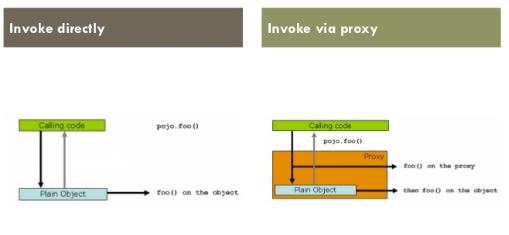 Invoke directly
Calling code
pojo.foo()
Plain Object
foo() on the object
Invoke via proxy
Calling code
pojo.foo()
Proxy
foo() on the proxy
Plain Object
then foo() on the object